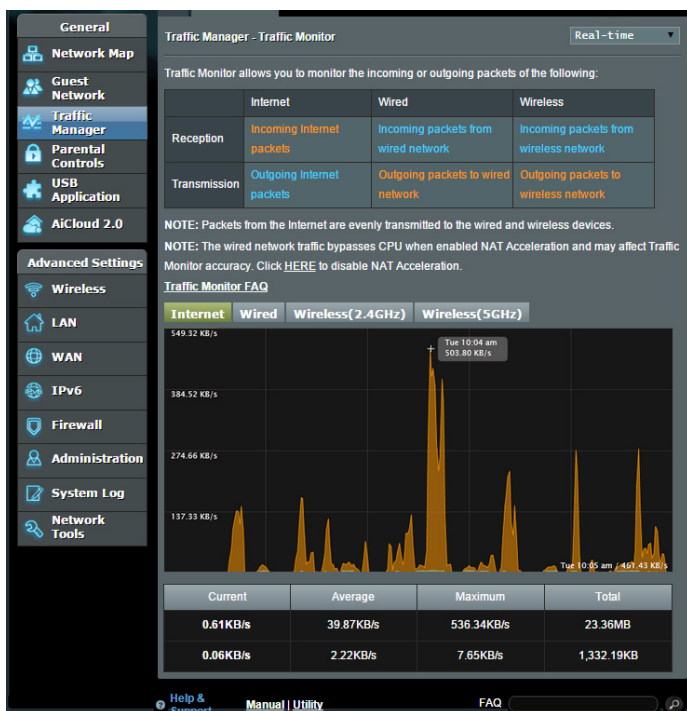 General
Network Map
Guest
Network
Traffic
Manager
Parental
Controls
USB
Application
AiCloud 2.0
Advanced Settings
Wireless
LAN
WAN
IPv6
Firewall
Administration
System Log
Network
Tools
Traffic Manager - Traffic Monitor
Real-time
Traffic Monitor allows you to monitor the incoming or outgoing packets of the following:
Internet Wired Wireless
Reception
Incoming Internet
packets
Incoming packets from
wired network
Incoming packets from
wireless network
Transmission
Outgoing Internet
packets
Outgoing packets to wired
network
Outgoing packets to
wireless network
NOTE: Packets from the Internet are evenly transmitted to the wired and wireless devices.
NOTE: The wired network traffic bypasses CPU when enabled NAT Acceleration and may affect Traffic
Monitor accuracy. Click HERE to disable NAT Acceleration.
Traffic Monitor FAQ
Internet Wired Wireless(2.4GHz) Wireless(5GHz)
549.32 KB/s
Tue 10:04 am
503.80 KB/s
384.52 KB/s
274.66 KB/s
137.33 KB/s
Tue 10:05 am / 461.43 KB/s
Current Average Maximum Total
0.61KB/s 39.87KB/s 536.34KB/s 23.36MB
0.06KB/s 2.22KB/s 7.65KB/s 1,332.19KB
Help &
Support
Manual | Utility
FAQ